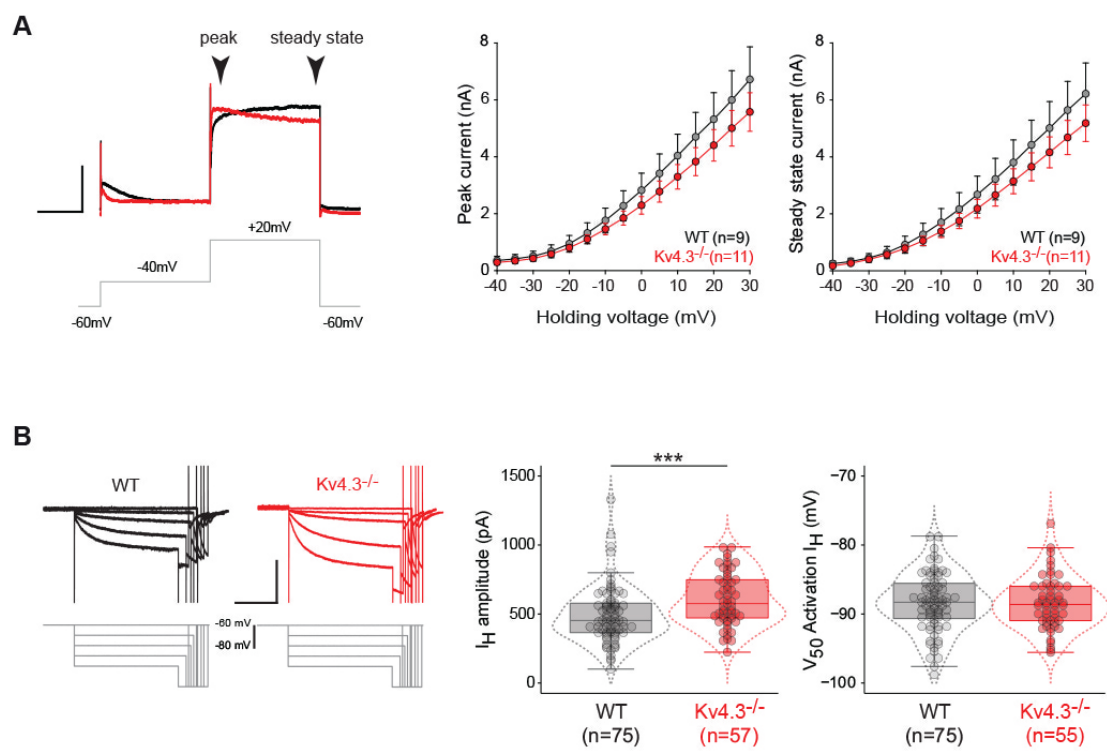 A
peak steady state
+20mV
-40mV
-60mV -60mV
Peak current (nA)
8
6
4
2
0
WT (n=9)
Kv4.3-/-(n=11)
-40 -30 -20 -10 0 10 20 30
Holding voltage (mV)
Steady state current (nA)
8
6
4
2
0
WT (n=9)
Kv4.3-/-(n=11)
-40 -30 -20 -10 0 10 20 30
Holding voltage (mV)
B
WT Kv4.3-/-
-60 mV
-80 mV
IH amplitude (pA)
1500
1000
500
0
***
WT Kv4.3-/-
(n=75) (n=57)
V50 Activation IH (mV)
−70
−80
−90
−100
WT Kv4.3-/-
(n=75) (n=55)